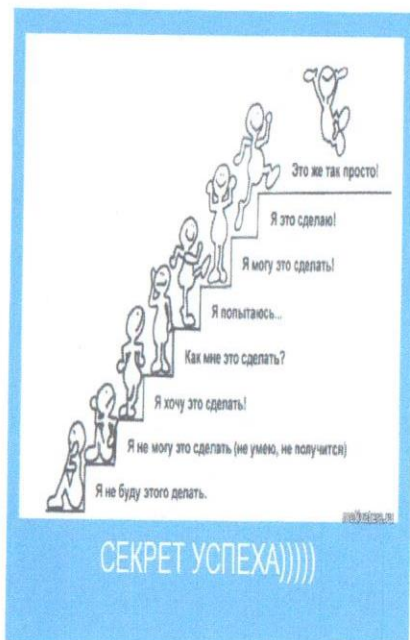 Это же так просто!
Я это сделаю!
Я могу это сделать!
Я попытаюсь...
Как мне это сделать?
Я хочу это сделать!
Я не могу это сделать (не умею, не получится)
Я не буду этого делать.
СЕКРЕТ УСПЕХА)))))